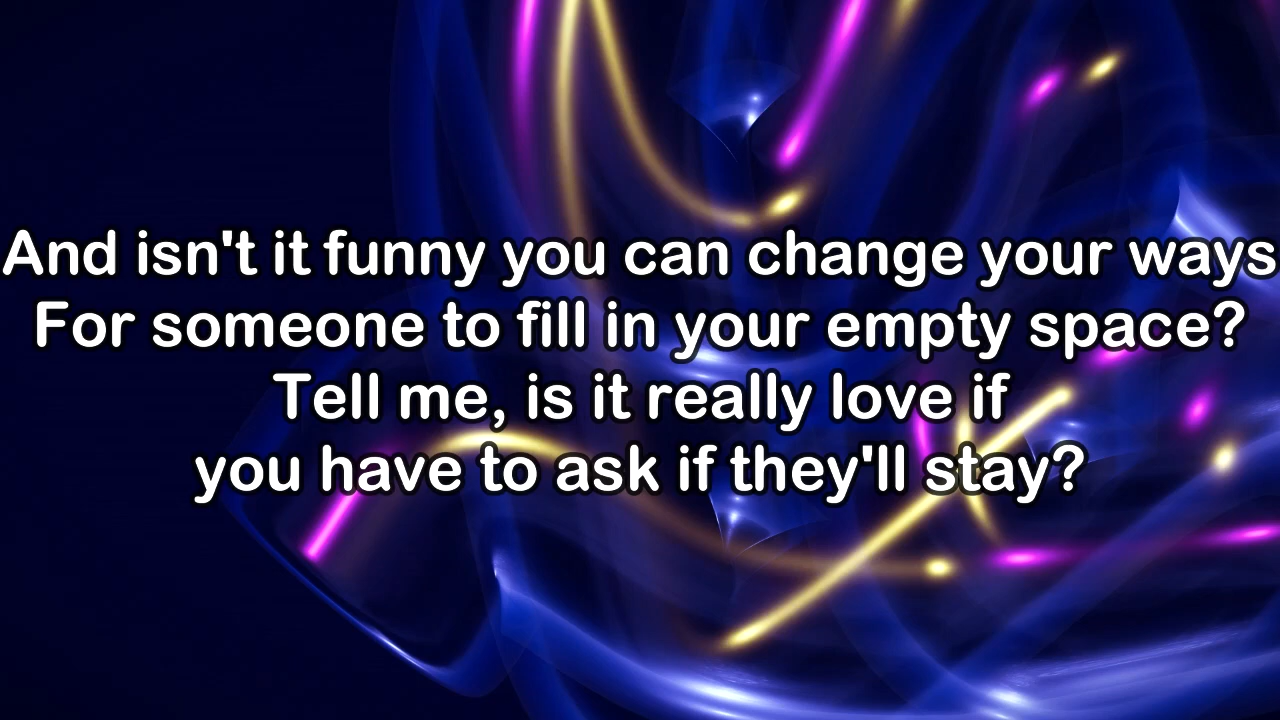 And isn't it funny you can change your ways
For someone to fill in your empty space?
Tell me, is it really love if
you have to ask if they'll stay?